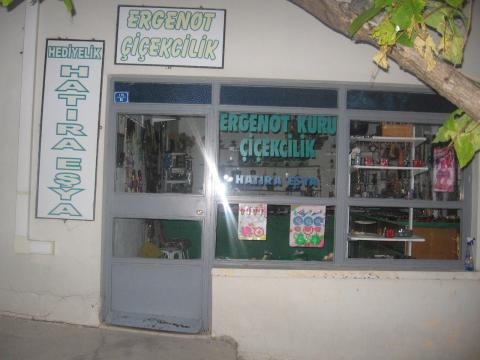 ERGENOT
ÇİÇEKCİLİK
HEDİYELİK
HATIRA EŞYA
ERGENOT KURU
ÇİÇEKCİLİK
HATIRA EŞYA